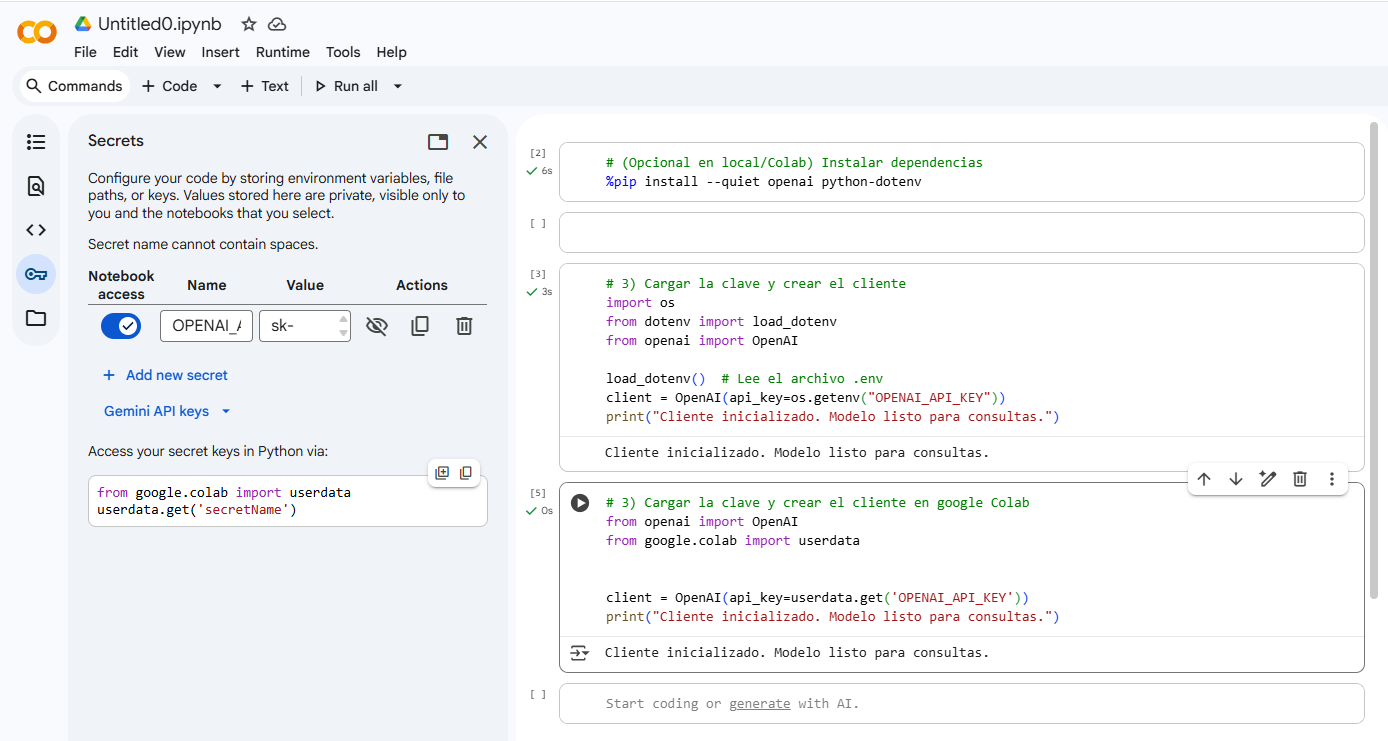 Untitled0.ipynb
File Edit View Insert Runtime Tools Help
Commands + Code + Text Run all
Secrets
Configure your code by storing environment variables, file
paths, or keys. Values stored here are private, visible only to
you and the notebooks that you select.
Secret name cannot contain spaces.
Notebook
access Name Value Actions
OPENAI_A sk-
+ Add new secret
Gemini API keys
Access your secret keys in Python via:
from google.colab import userdata
userdata.get('secretName')
[2]
6s
# (Opcional en local/Colab) Instalar dependencias
%pip install --quiet openai python-dotenv
[ ]
[3]
3s
# 3) Cargar la clave y crear el cliente
import os
from dotenv import load_dotenv
from openai import OpenAI
load_dotenv()  # Lee el archivo .env
client = OpenAI(api_key=os.getenv("OPENAI_API_KEY"))
print("Cliente inicializado. Modelo listo para consultas.")
Cliente inicializado. Modelo listo para consultas.
[5]
0s
# 3) Cargar la clave y crear el cliente en google Colab
from openai import OpenAI
from google.colab import userdata
client = OpenAI(api_key=userdata.get('OPENAI_API_KEY'))
print("Cliente inicializado. Modelo listo para consultas.")
Cliente inicializado. Modelo listo para consultas.
[ ]
Start coding or generate with AI.